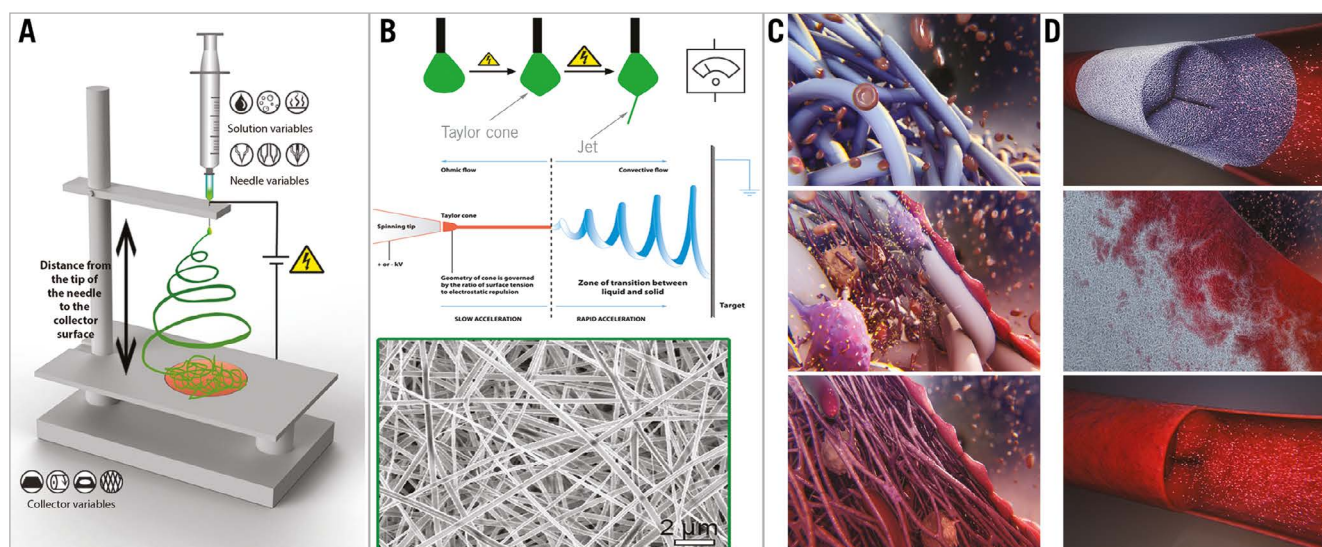 A
Solution variables
Needle variables
Distance from
the tip of
the needle
to the
collector
surface
Collector variables
B
Taylor cone
Jet
Ohmic flow
Convective flow
Taylor cone
Spinning tip
+ or - kV
Geometry of cone is governed
by the ratio of surface tension
to electrostatic repulsion
Zone of transition between
liquid and solid
Target
SLOW ACCELERATION
RAPID ACCELERATION
2 µm
C
D